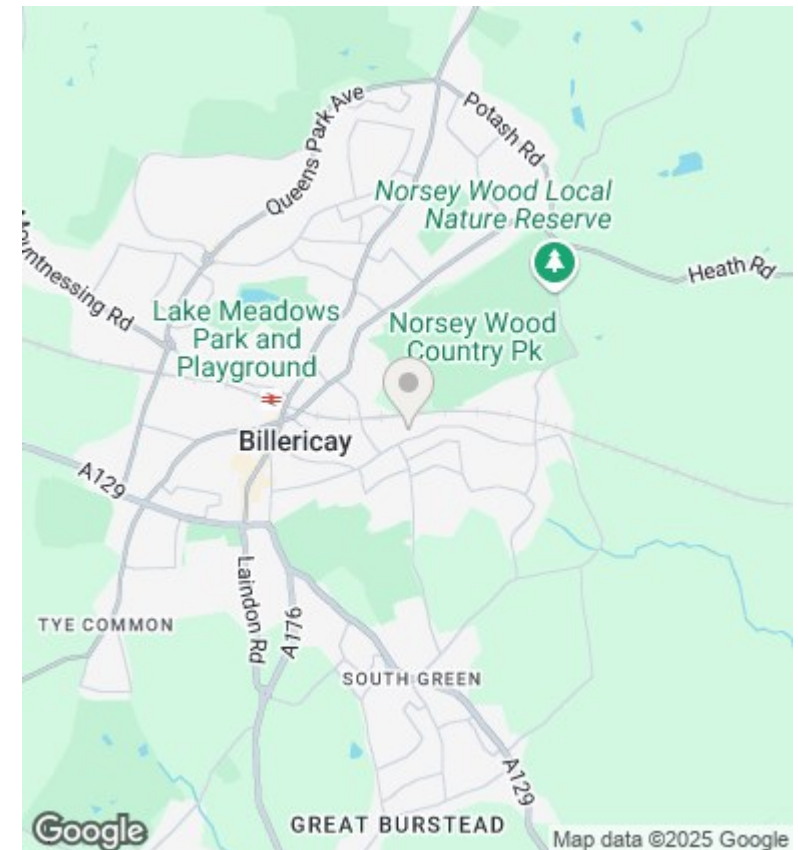 Queens Park Ave
Potash Rd
Norsey Wood Local
Nature Reserve
Mountnessing Rd
Heath Rd
Lake Meadows
Park and
Playground
Norsey Wood
Country Pk
Billericay
A129
Laindon Rd
A176
TYE COMMON
SOUTH GREEN
A129
GREAT BURSTEAD
Google
Map data ©2025 Google